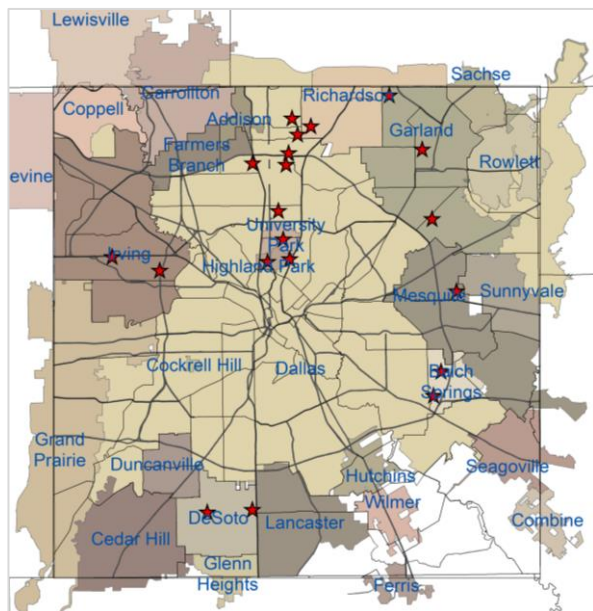 Lewisville
Sachse
Coppell
Carrollton
Richardson
Addison
Garland
Farmers
Branch
Rowlett
evine
University
Park
Irving
Highland Park
Mesquite
Sunnyvale
Cockrell Hill
Dallas
Balch
Springs
Grand
Prairie
Duncanville
Hutchins
Seagoville
Wilmer
DeSoto
Lancaster
Combine
Cedar Hill
Glenn
Heights
Ferris